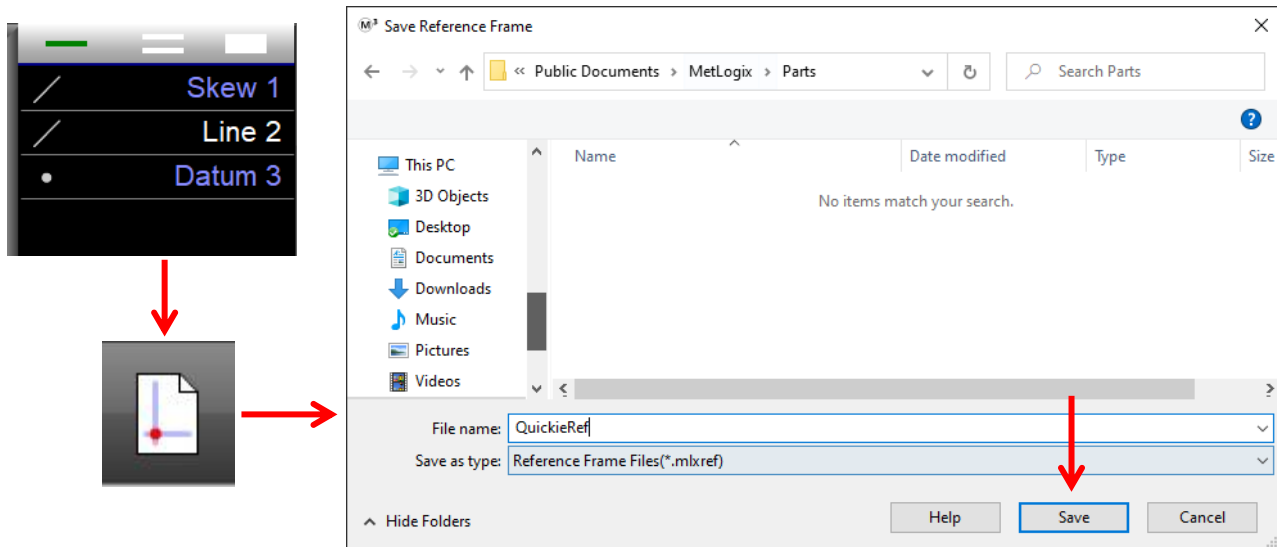 Skew 1
Line 2
Datum 3
M³ Save Reference Frame
« Public Documents › MetLogix › Parts
Search Parts
?
Name Date modified Type Size
No items match your search.
This PC
3D Objects
Desktop
Documents
Downloads
Music
Pictures
Videos
File name: QuickieRef
Save as type: Reference Frame Files(*.mlxref)
Hide Folders
Help Save Cancel